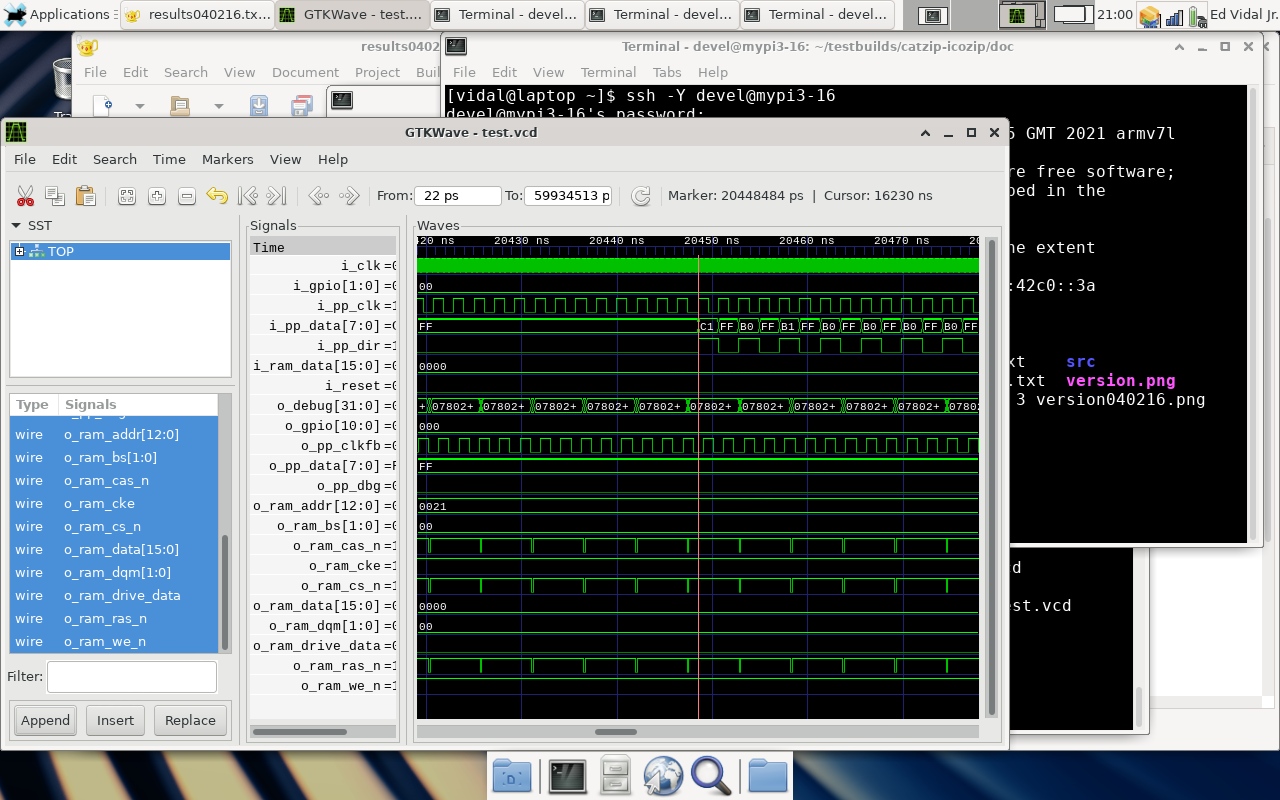 Applications
results040216.tx...
GTKWave - test....
Terminal - devel...
Terminal - devel...
Terminal - devel...
21:00
Ed Vidal Jr.
results0402
File Edit Search View Document Project
Terminal - devel@mypi3-16: ~/testbuilds/catzip-icozip/doc
File Edit View Terminal Tabs Help
[vidal@laptop ~]$ ssh -Y devel@mypi3-16
devel@mypi3-16's password:
GMT 2021 armv7l
re free software;
in the
he extent
:42c0::3a
xt src
.txt version.png
3 version040216.png
est.vcd
GTKWave - test.vcd
File Edit Search Time Markers View Help
From: 22 ps To: 59934513 p Marker: 20448484 ps | Cursor: 16230 ns
SST
TOP
Type Signals
wire o_ram_addr[12:0]
wire o_ram_bs[1:0]
wire o_ram_cas_n
wire o_ram_cke
wire o_ram_cs_n
wire o_ram_data[15:0]
wire o_ram_dqm[1:0]
wire o_ram_drive_data
wire o_ram_ras_n
wire o_ram_we_n
Filter:
Append Insert Replace
Signals
Time
i_clk =0
i_gpio[1:0] =0
i_pp_clk =1
i_pp_data[7:0] =C
i_pp_dir =1
i_ram_data[15:0] =0
i_reset =0
o_debug[31:0] =0
o_gpio[10:0] =0
o_pp_clkfb =0
o_pp_data[7:0] =F
o_pp_dbg =0
o_ram_addr[12:0] =0
o_ram_bs[1:0] =0
o_ram_cas_n =1
o_ram_cke =1
o_ram_cs_n =1
o_ram_data[15:0] =0
o_ram_dqm[1:0] =0
o_ram_drive_data =0
o_ram_ras_n =1
o_ram_we_n =1
Waves
420 ns 20430 ns 20440 ns 20450 ns 20460 ns 20470 ns 20
00
FF C1 FF B0 FF B1 FF B0 FF B0 FF B0 FF B0 FF
0000
+ 07802+ 07802+ 07802+ 07802+ 07802+ 07802+ 07802+ 07802+ 07802+ 07802+ 07802
000
FF
0021
00
0000
00